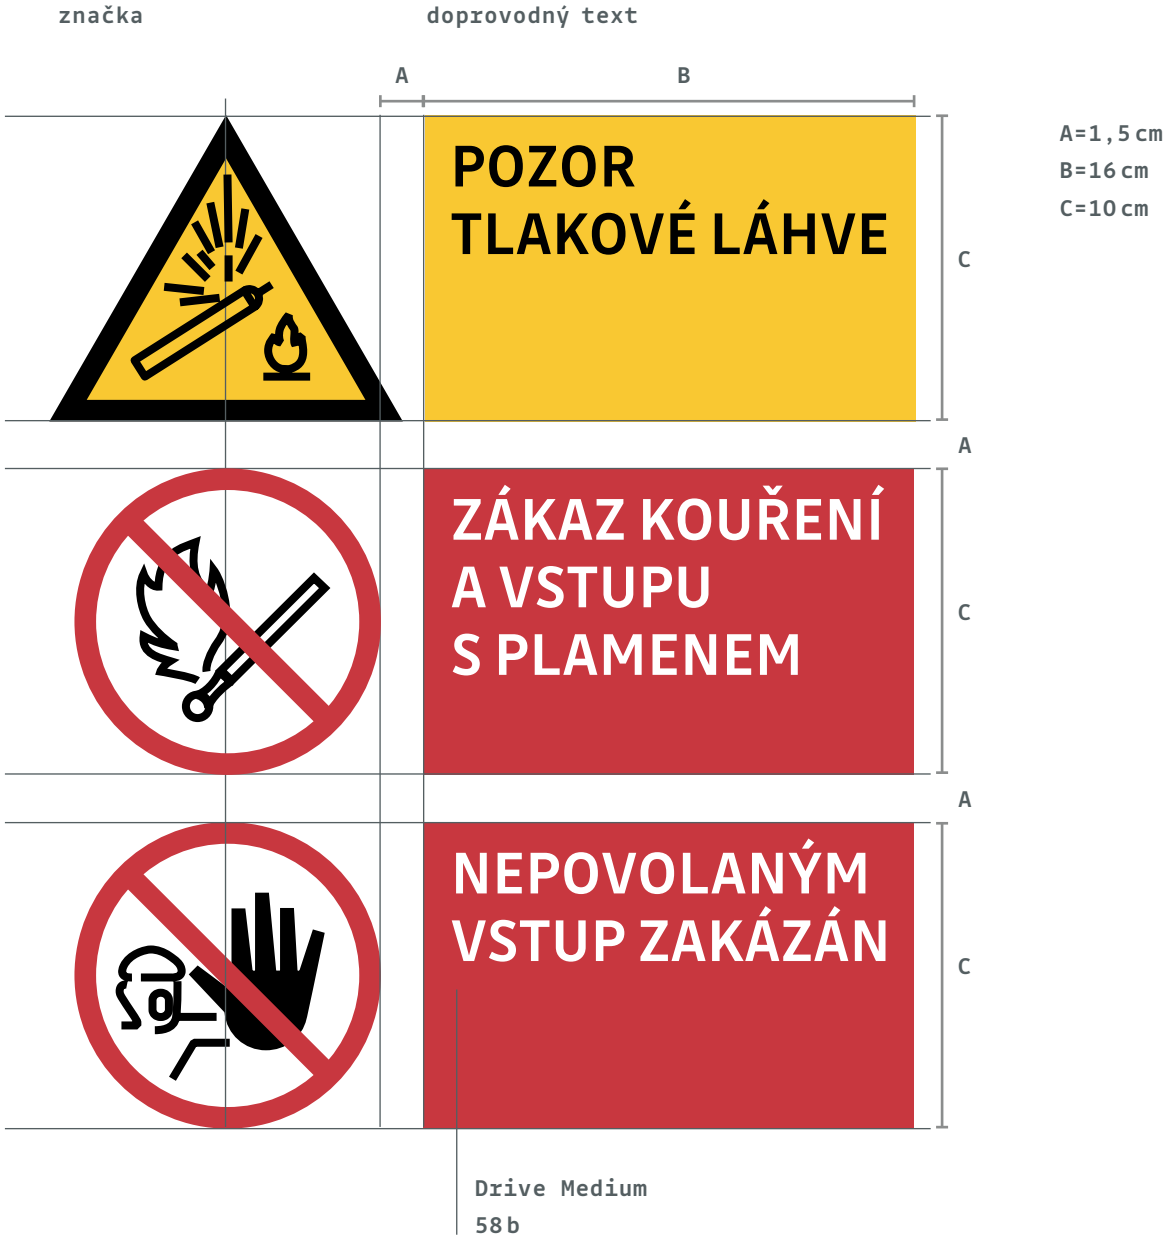 značka
doprovodný text
A
B
A=1,5 cm
B=16 cm
C=10 cm
POZOR
TLAKOVÉ LÁHVE
C
A
ZÁKAZ KOUŘENÍ
A VSTUPU
S PLAMENEM
C
A
NEPOVOLANÝM
VSTUP ZAKÁZÁN
C
Drive Medium
58 b